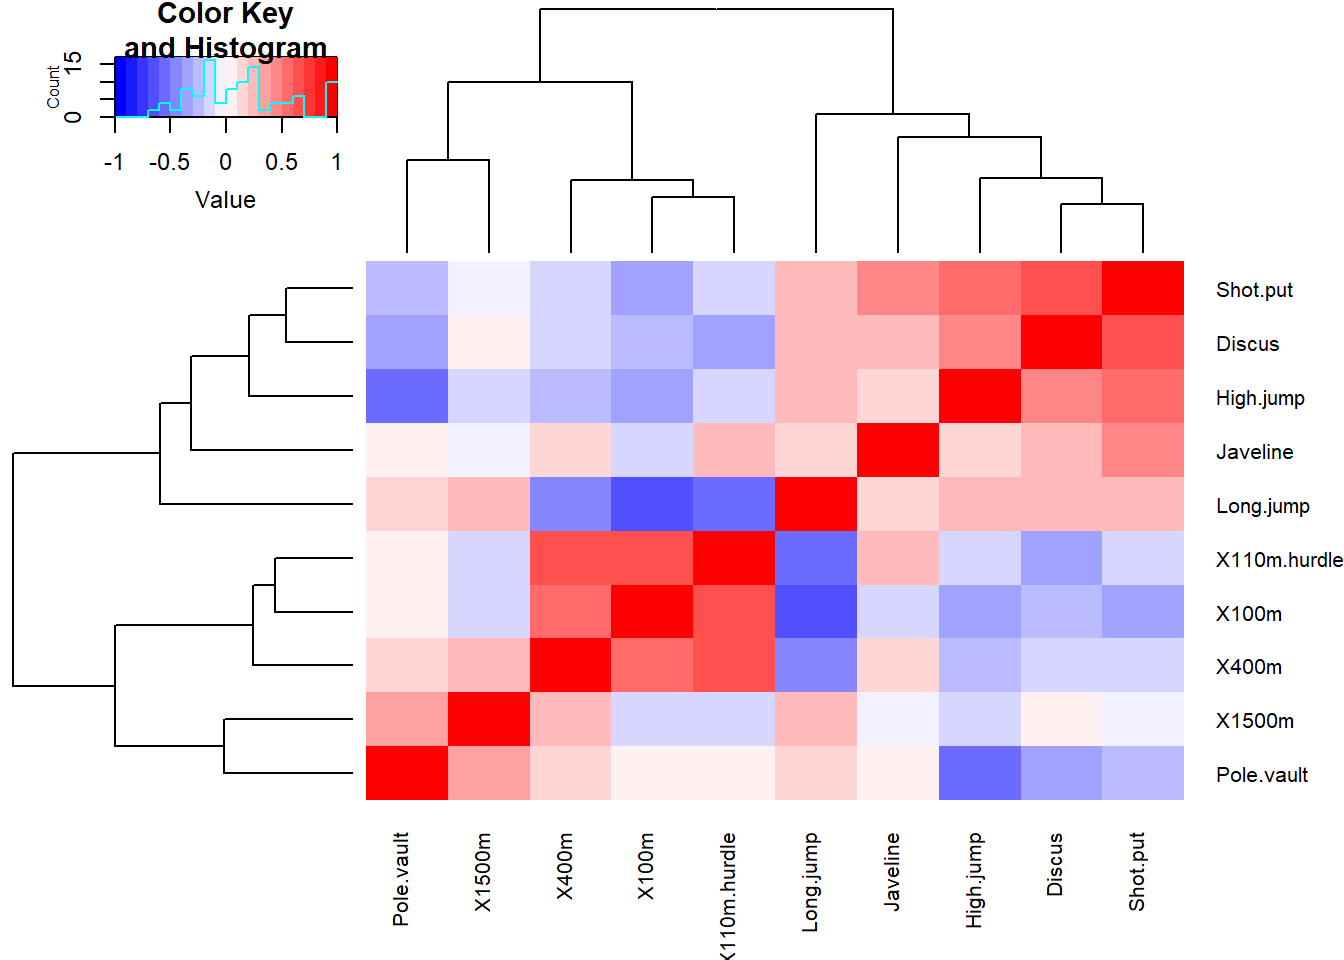 Color Key
and Histogram
Count
0
15
-1
-0.5
0
0.5
1
Value
Shot.put
Discus
High.jump
Javeline
Long.jump
X110m.hurdle
X100m
X400m
X1500m
Pole.vault
Pole.vault
X1500m
X400m
X100m
X110m.hurdle
Long.jump
Javeline
High.jump
Discus
Shot.put